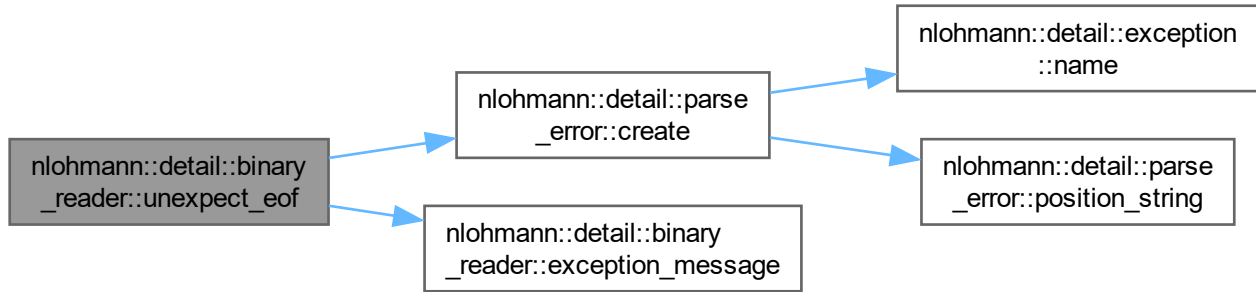 nlohmann::detail::binary
_reader::unexpect_eof
nlohmann::detail::parse
_error::create
nlohmann::detail::exception
::name
nlohmann::detail::parse
_error::position_string
nlohmann::detail::binary
_reader::exception_message